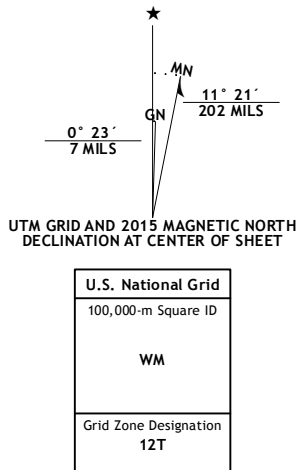 ★
MN
GN
11° 21´
202 MILS
0° 23´
7 MILS
UTM GRID AND 2015 MAGNETIC NORTH
DECLINATION AT CENTER OF SHEET
U.S. National Grid
100,000-m Square ID
WM
Grid Zone Designation
12T